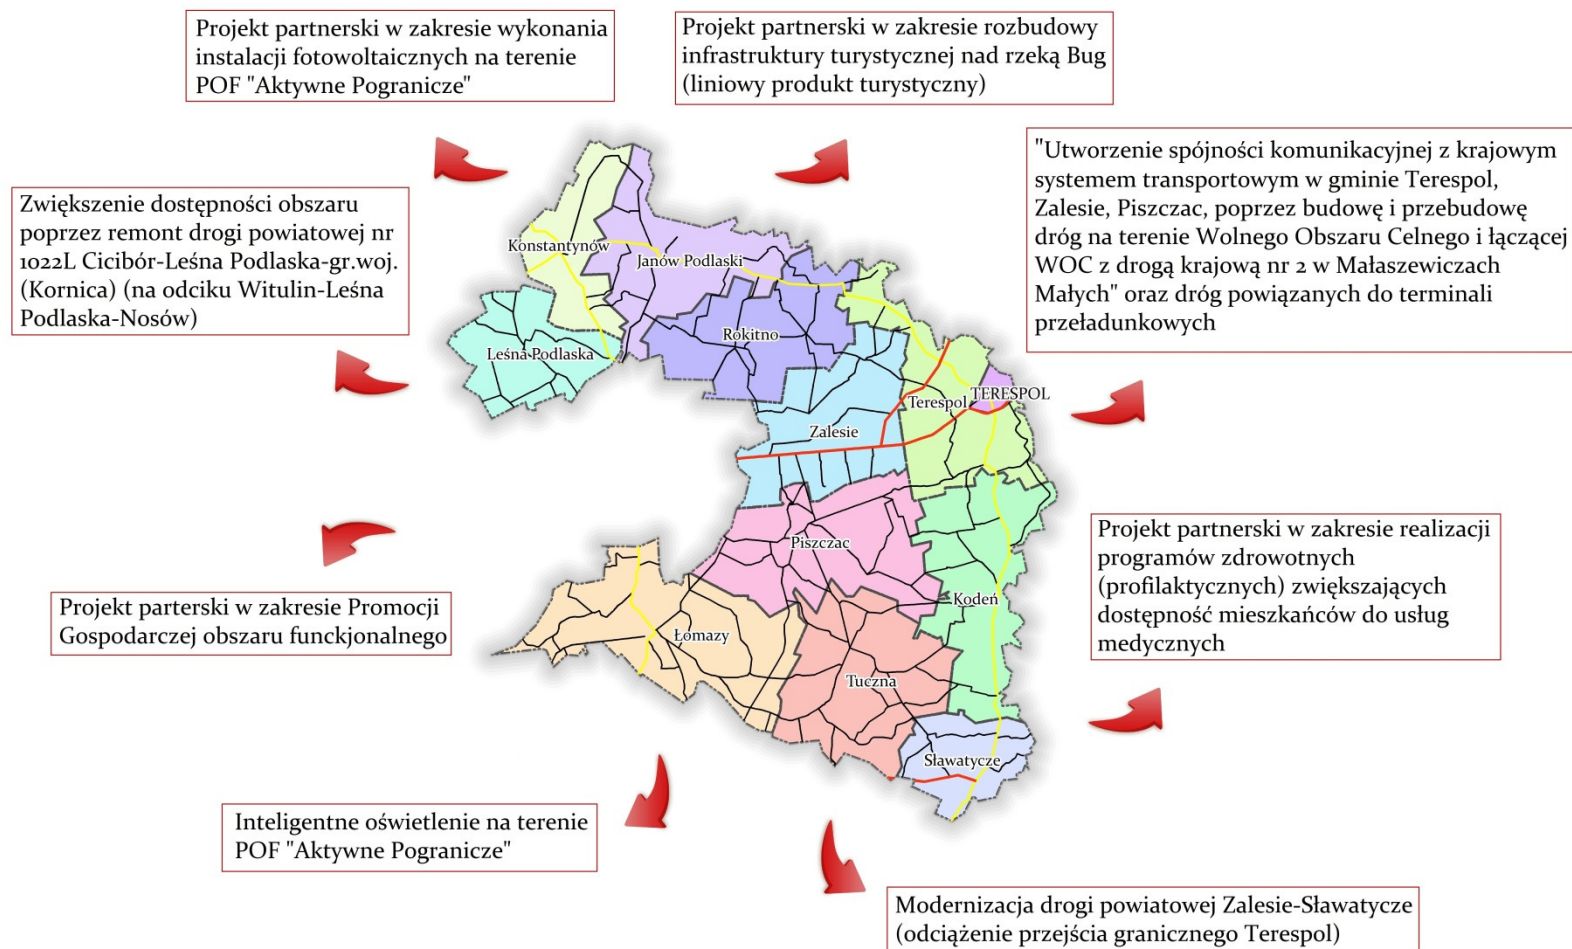 Projekt partnerski w zakresie wykonania
instalacji fotowoltaicznych na terenie
POF "Aktywne Pogranicze"
Projekt partnerski w zakresie rozbudowy
infrastruktury turystycznej nad rzeką Bug
(liniowy produkt turystyczny)
"Utworzenie spójności komunikacyjnej z krajowym
systemem transportowym w gminie Terespol,
Zalesie, Piszczac, poprzez budowę i przebudowę
dróg na terenie Wolnego Obszaru Celnego i łączącej
WOC z drogą krajową nr 2 w Małaszewiczach
Małych" oraz dróg powiązanych do terminali
przeładunkowych
Zwiększenie dostępności obszaru
poprzez remont drogi powiatowej nr
1022L Cicibór-Leśna Podlaska-gr.woj.
(Kornica) (na odciku Witulin-Leśna
Podlaska-Nosów)
Konstantynów
Janów Podlaski
Rokitno
Leśna Podlaska
TERESPOL
Terespol
Zalesie
Piszczac
Kodeń
Łomazy
Tuczna
Sławatycze
Projekt partnerski w zakresie realizacji
programów zdrowotnych
(profilaktycznych) zwiększających
dostępność mieszkańców do usług
medycznych
Projekt parterski w zakresie Promocji
Gospodarczej obszaru funckjonalnego
Inteligentne oświetlenie na terenie
POF "Aktywne Pogranicze"
Modernizacja drogi powiatowej Zalesie-Sławatycze
(odciążenie przejścia granicznego Terespol)